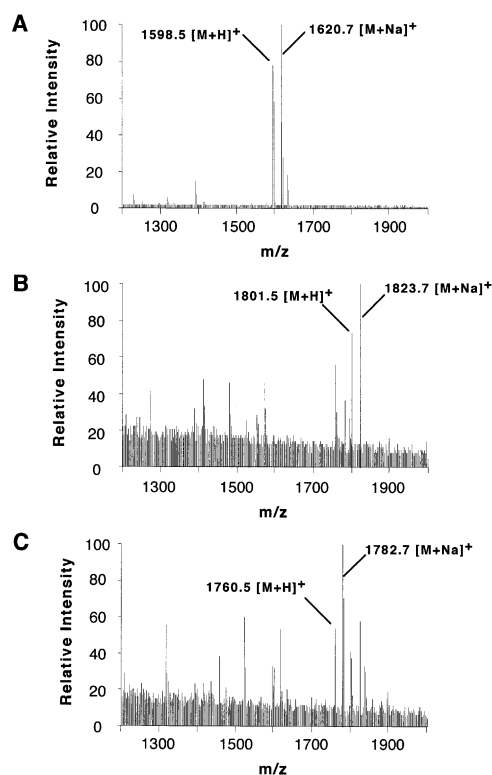 A
1598.5 [M+H]+
1620.7 [M+Na]+
Relative Intensity
100
80
60
40
20
0
1300 1500 1700 1900
m/z
B
1801.5 [M+H]+
1823.7 [M+Na]+
Relative Intensity
100
80
60
40
20
0
1300 1500 1700 1900
m/z
C
1782.7 [M+Na]+
1760.5 [M+H]+
Relative Intensity
100
80
60
40
20
0
1300 1500 1700 1900
m/z